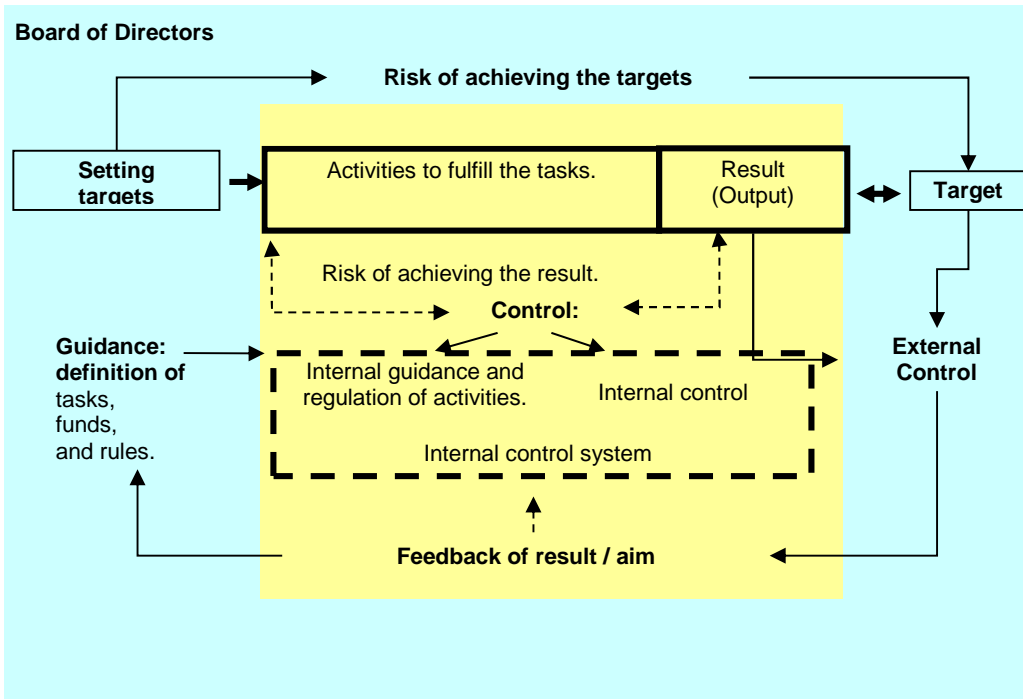 Board of Directors
Risk of achieving the targets
Setting
targets
Activities to fulfill the tasks.
Result
(Output)
Target
Risk of achieving the result.
Control:
Guidance:
definition of
tasks,
funds,
and rules.
Internal guidance and
regulation of activities.
Internal control
External
Control
Internal control system
Feedback of result / aim